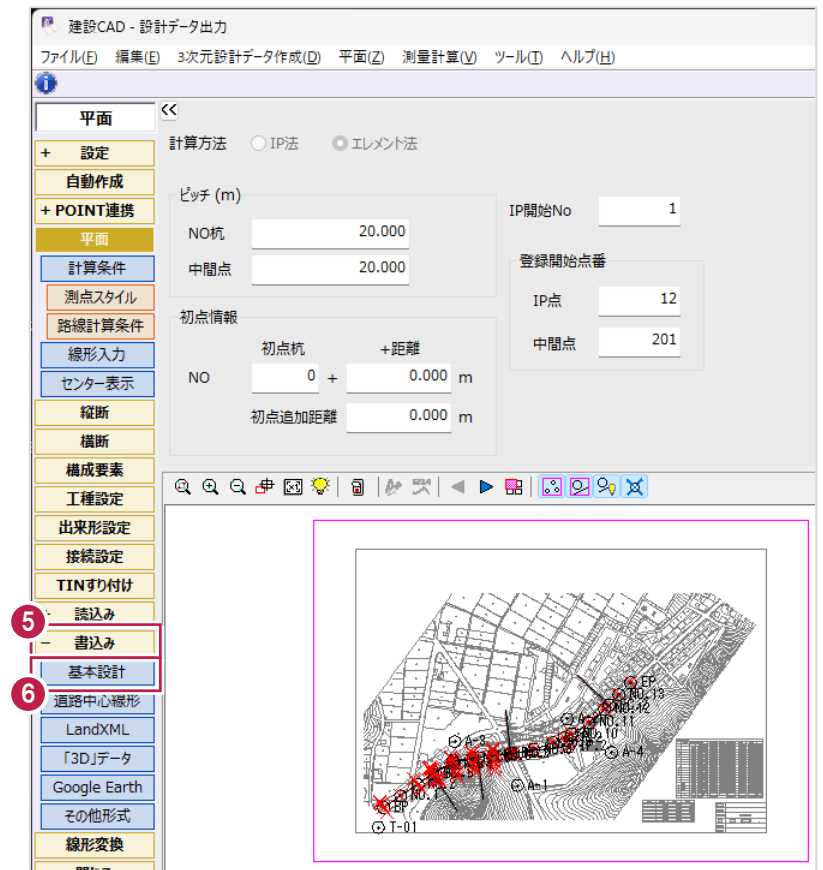 建設CAD - 設計データ出力
ファイル(F) 編集(E) 3次元設計データ作成(D) 平面(Z) 測量計算(V) ツール(T) ヘルプ(H)
平面
+ 設定
自動作成
+ POINT連携
平面
計算条件
測点スタイル
路線計算条件
線形入力
センター表示
縦断
横断
構成要素
工種設定
出来形設定
接続設定
TINすり付け
読込み
5
- 書込み
6
基本設計
道路中心線形
LandXML
「3D」データ
Google Earth
その他形式
線形変換
計算方法 IP法 エレメント法
ピッチ (m)
NO杭 20.000
中間点 20.000
IP開始No 1
登録開始点番
IP点 12
中間点 201
初点情報
初点杭 +距離
NO 0 + 0.000 m
初点追加距離 0.000 m
EP
NO.13
NO.12
NO.11
A-3
A-4
A-1
BP
T-01